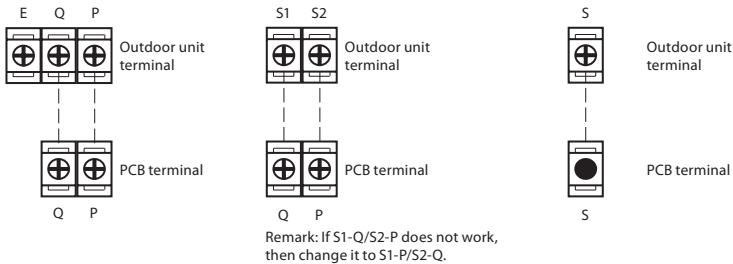 E Q P
Outdoor unit
terminal
PCB terminal
Q P
S1 S2
Outdoor unit
terminal
PCB terminal
Q P
Remark: If S1-Q/S2-P does not work,
then change it to S1-P/S2-Q.
S
Outdoor unit
terminal
PCB terminal
S